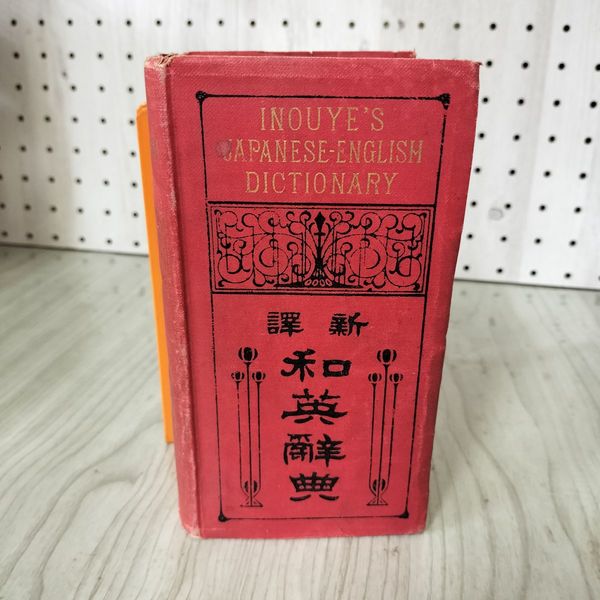 INOUYE'S
JAPANESE-ENGLISH
DICTIONARY
新譯
和英辭典